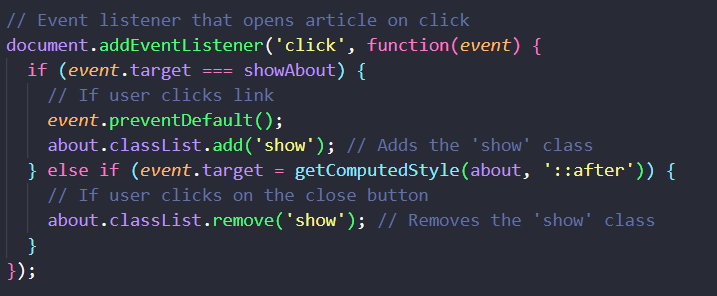 // Event listener that opens article on click
document.addEventListener('click', function(event) {
  if (event.target === showAbout) {
    // If user clicks link
    event.preventDefault();
    about.classList.add('show'); // Adds the 'show' class
  } else if (event.target = getComputedStyle(about, '::after')) {
    // If user clicks on the close button
    about.classList.remove('show'); // Removes the 'show' class
  }
});